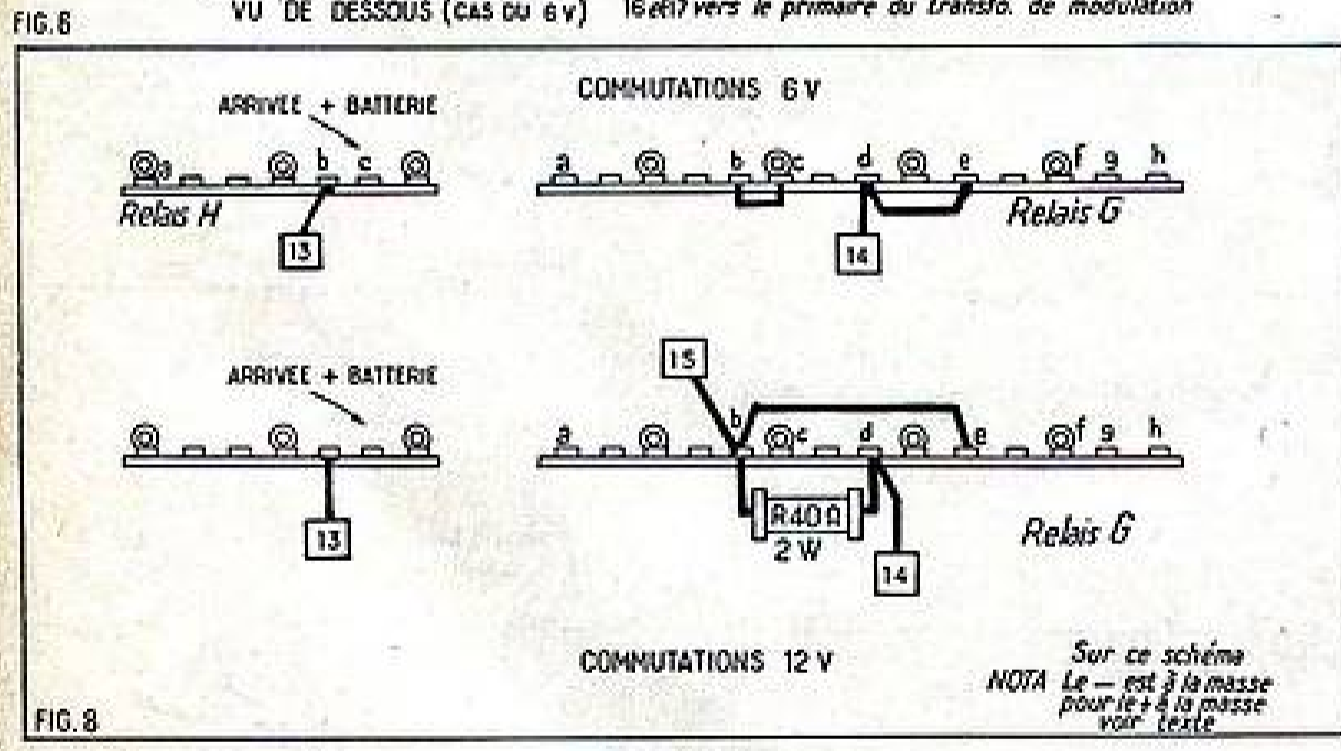 FIG.6
VU DE DESSOUS (CAS DU 6 V) 16 et 17 vers le primaire du transfo. de modulation
COMMUTATIONS 6 V
ARRIVEE + BATTERIE
a b c
a b c d e f g h
Relais H
Relais G
13
14
15
ARRIVEE + BATTERIE
b
a c d e f g h
R40Ω
2 W
13
Relais G
14
COMMUTATIONS 12 V
Sur ce schéma
NOTA Le — est à la masse
pour le + à la masse
voir texte
FIG. 8